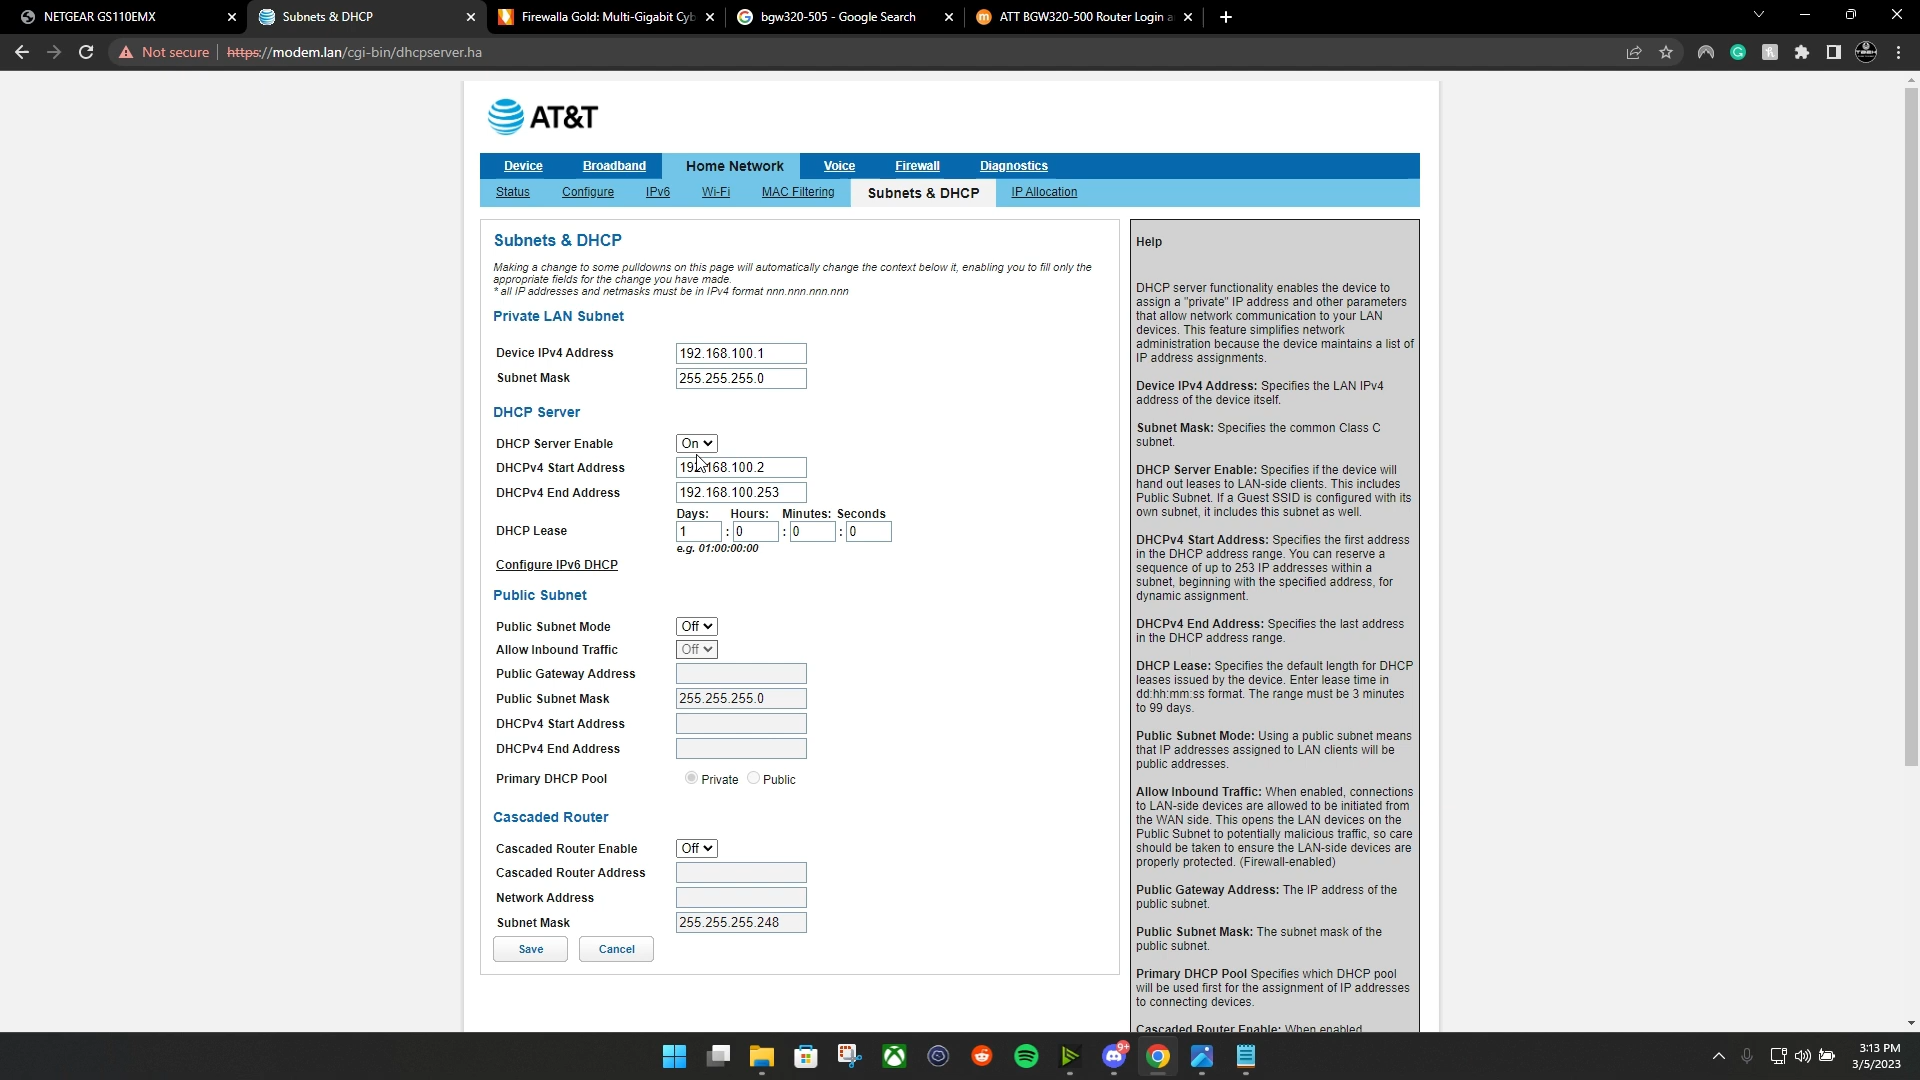 NETGEAR GS110EMX
Subnets & DHCP
Firewalla Gold: Multi-Gigabit Cyb
bgw320-505 - Google Search
ATT BGW320-500 Router Login a
Not secure
https://modem.lan/cgi-bin/dhcpserver.ha
AT&T
Device Broadband Home Network Voice Firewall Diagnostics
Status Configure IPv6 Wi-Fi MAC Filtering Subnets & DHCP IP Allocation
Subnets & DHCP
Making a change to some pulldowns on this page will automatically change the context below it, enabling you to fill only the
appropriate fields for the change you have made.
* all IP addresses and netmasks must be in IPv4 format nnn.nnn.nnn.nnn
Private LAN Subnet
Device IPv4 Address 192.168.100.1
Subnet Mask 255.255.255.0
DHCP Server
DHCP Server Enable On
DHCPv4 Start Address 192.168.100.2
DHCPv4 End Address 192.168.100.253
Days: Hours: Minutes: Seconds
DHCP Lease 1 : 0 : 0 : 0
e.g. 01:00:00:00
Configure IPv6 DHCP
Public Subnet
Public Subnet Mode Off
Allow Inbound Traffic Off
Public Gateway Address
Public Subnet Mask 255.255.255.0
DHCPv4 Start Address
DHCPv4 End Address
Primary DHCP Pool Private Public
Cascaded Router
Cascaded Router Enable Off
Cascaded Router Address
Network Address
Subnet Mask 255.255.255.248
Save Cancel
Help
DHCP server functionality enables the device to
assign a "private" IP address and other parameters
that allow network communication to your LAN
devices. This feature simplifies network
administration because the device maintains a list of
IP address assignments.
Device IPv4 Address: Specifies the LAN IPv4
address of the device itself.
Subnet Mask: Specifies the common Class C
subnet.
DHCP Server Enable: Specifies if the device will
hand out leases to LAN-side clients. This includes
Public Subnet. If a Guest SSID is configured with its
own subnet, it includes this subnet as well.
DHCPv4 Start Address: Specifies the first address
in the DHCP address range. You can reserve a
sequence of up to 253 IP addresses within a
subnet, beginning with the specified address, for
dynamic assignment.
DHCPv4 End Address: Specifies the last address
in the DHCP address range.
DHCP Lease: Specifies the default length for DHCP
leases issued by the device. Enter lease time in
dd:hh:mm:ss format. The range must be 3 minutes
to 99 days.
Public Subnet Mode: Using a public subnet means
that IP addresses assigned to LAN clients will be
public addresses.
Allow Inbound Traffic: When enabled, connections
to LAN-side devices are allowed to be initiated from
the WAN side. This opens the LAN devices on the
Public Subnet to potentially malicious traffic, so care
should be taken to ensure the LAN-side devices are
properly protected. (Firewall-enabled)
Public Gateway Address: The IP address of the
public subnet.
Public Subnet Mask: The subnet mask of the
public subnet.
Primary DHCP Pool Specifies which DHCP pool
will be used first for the assignment of IP addresses
to connecting devices.
Cascaded Router Enable: When enabled
9+
3:13 PM
3/5/2023